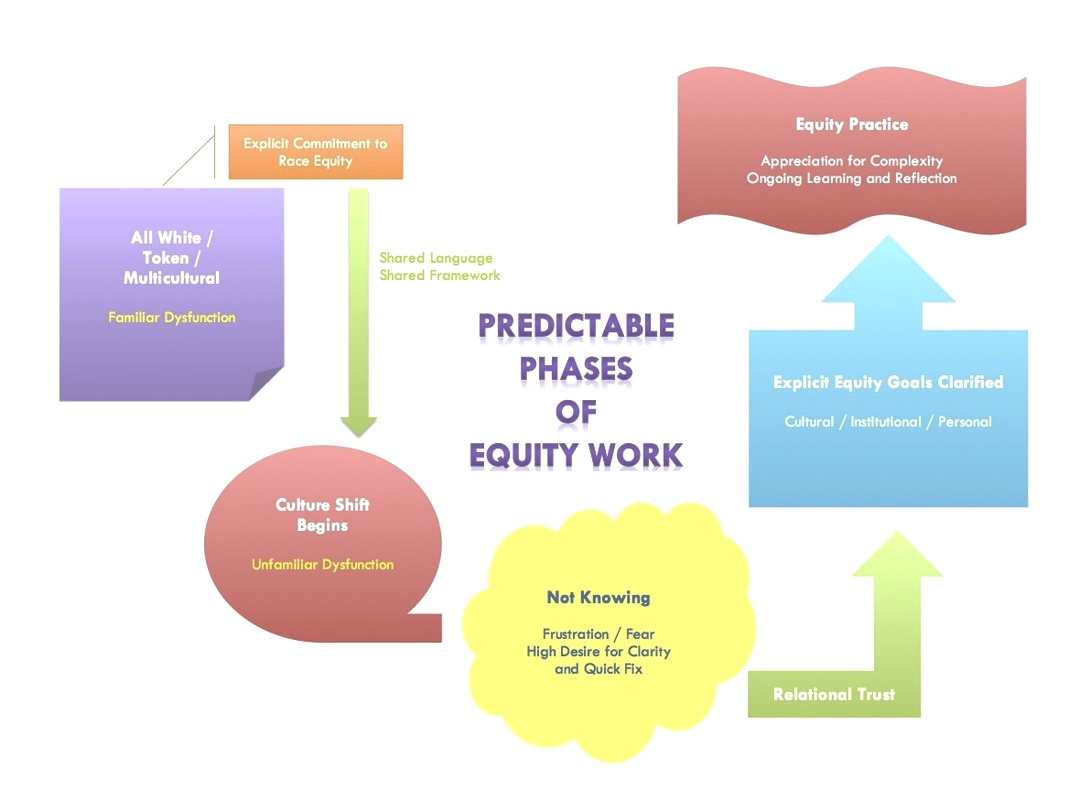 Explicit Commitment to
Race Equity
All White /
Token /
Multicultural
Familiar Dysfunction
Shared Language
Shared Framework
PREDICTABLE
PHASES
OF
EQUITY WORK
Culture Shift
Begins
Unfamiliar Dysfunction
Not Knowing
Frustration / Fear
High Desire for Clarity
and Quick Fix
Relational Trust
Explicit Equity Goals Clarified
Cultural / Institutional / Personal
Equity Practice
Appreciation for Complexity
Ongoing Learning and Reflection